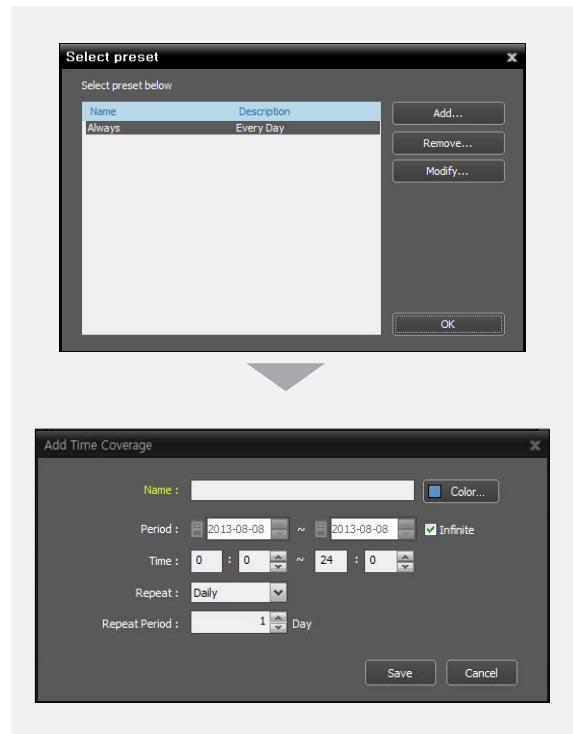 Select preset x
Select preset below
Name Description
Always Every Day
Add...
Remove...
Modify...
OK
Add Time Coverage x
Name :
Color...
Period : 2013-08-08 ~ 2013-08-08 Infinite
Time : 0 : 0 ~ 24 : 0
Repeat : Daily
Repeat Period : 1 Day
Save Cancel